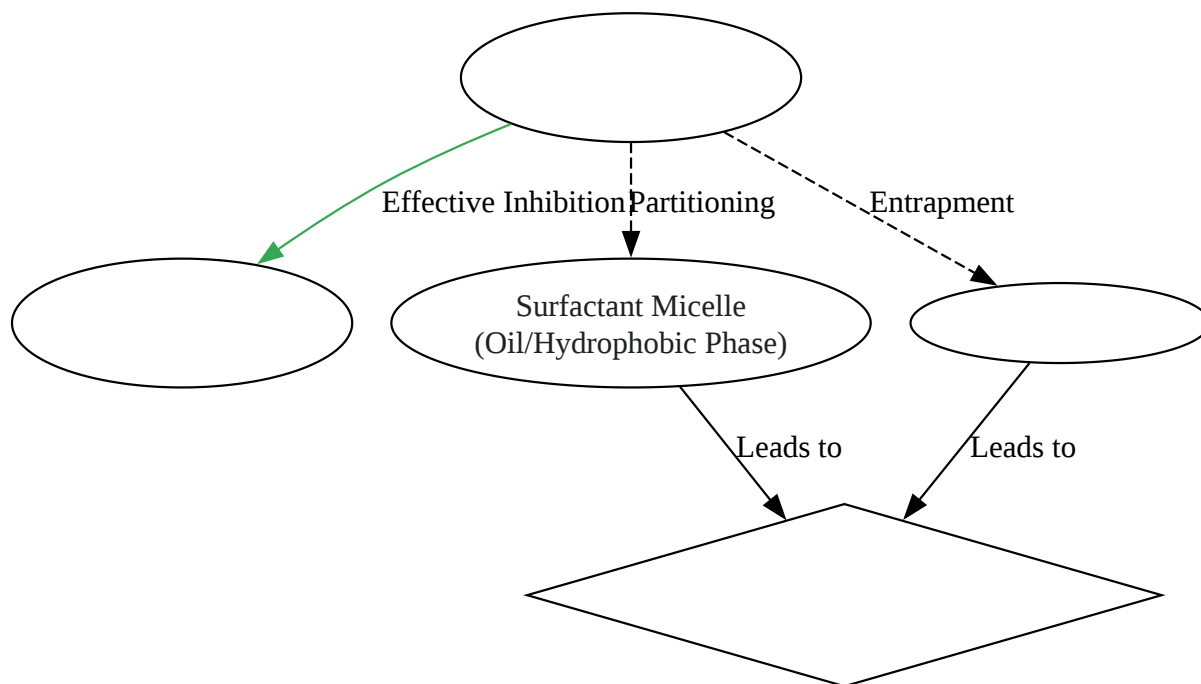 Effective Inhibition
Partitioning
Entrapment
Surfactant Micelle
(Oil/Hydrophobic Phase)
Leads to
Leads to